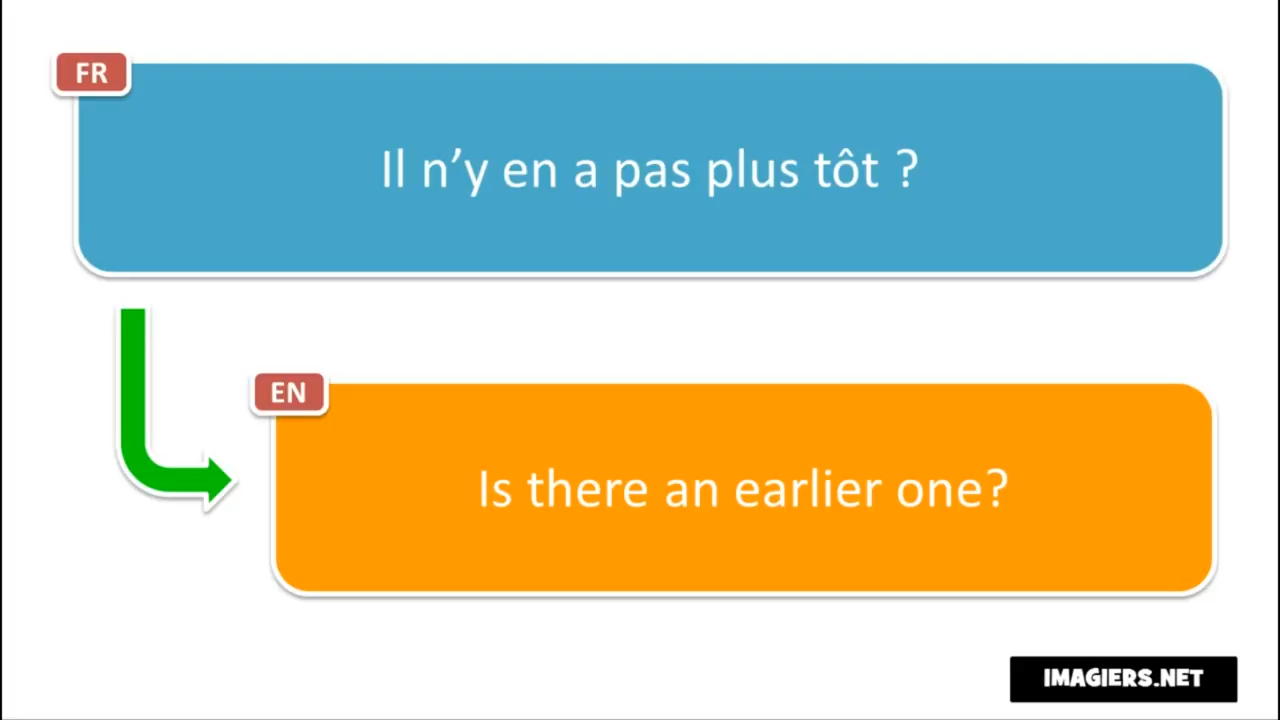 FR
Il n’y en a pas plus tôt ?
EN
Is there an earlier one?
IMAGIERS.NET